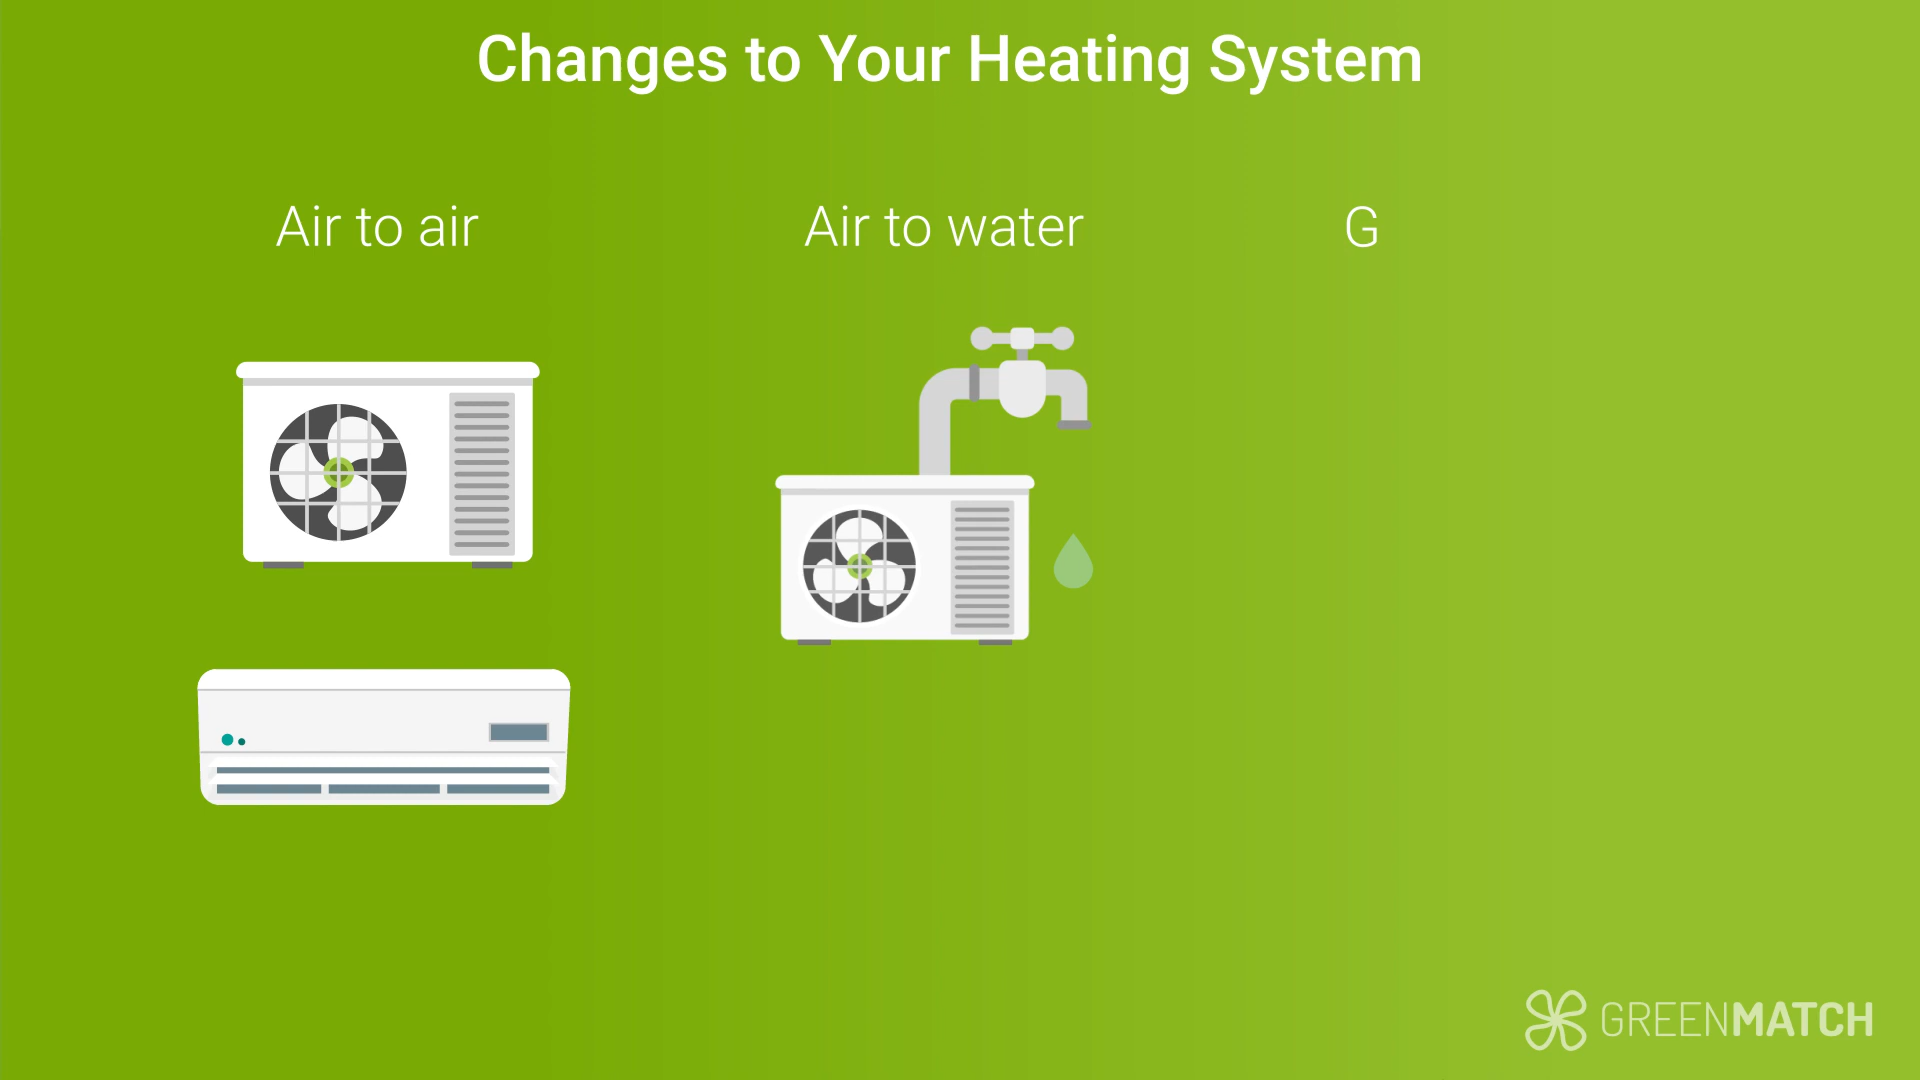 Changes to Your Heating System
Air to air
Air to water
G
GREENMATCH